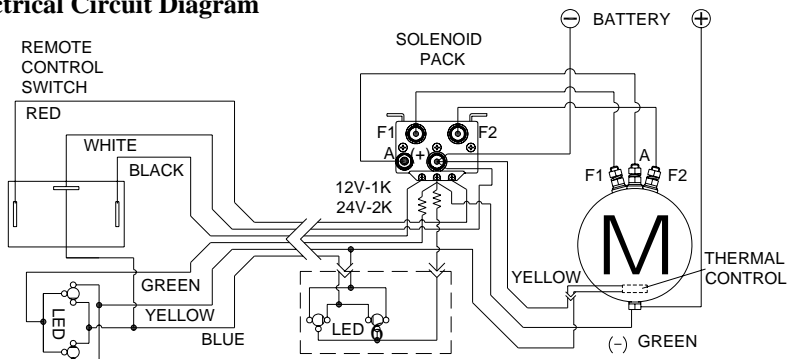 ctrical Circuit Diagram
BATTERY
SOLENOID
PACK
REMOTE
CONTROL
SWITCH
RED
WHITE
BLACK
F1
F2
A
(+)
12V-1K
24V-2K
A
F1
F2
M
THERMAL
CONTROL
YELLOW
GREEN
YELLOW
BLUE
LED
LED
(−) GREEN